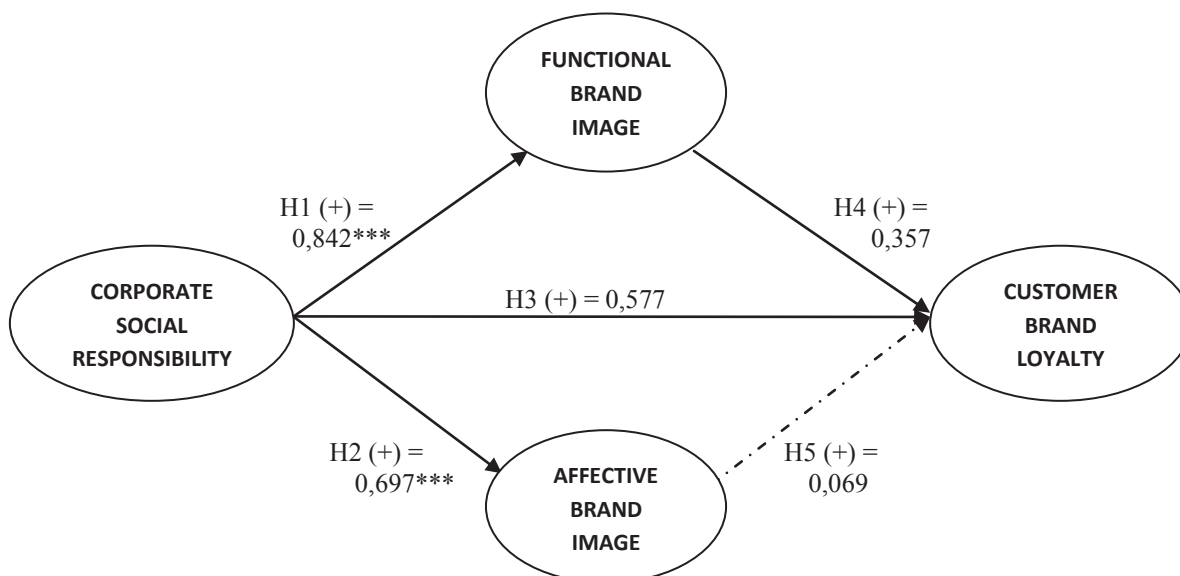 FUNCTIONAL
BRAND
IMAGE
H1 (+) =
0,842***
H4 (+) =
0,357
CORPORATE
SOCIAL
RESPONSIBILITY
H3 (+) = 0,577
CUSTOMER
BRAND
LOYALTY
H2 (+) =
0,697***
H5 (+) =
0,069
AFFECTIVE
BRAND
IMAGE